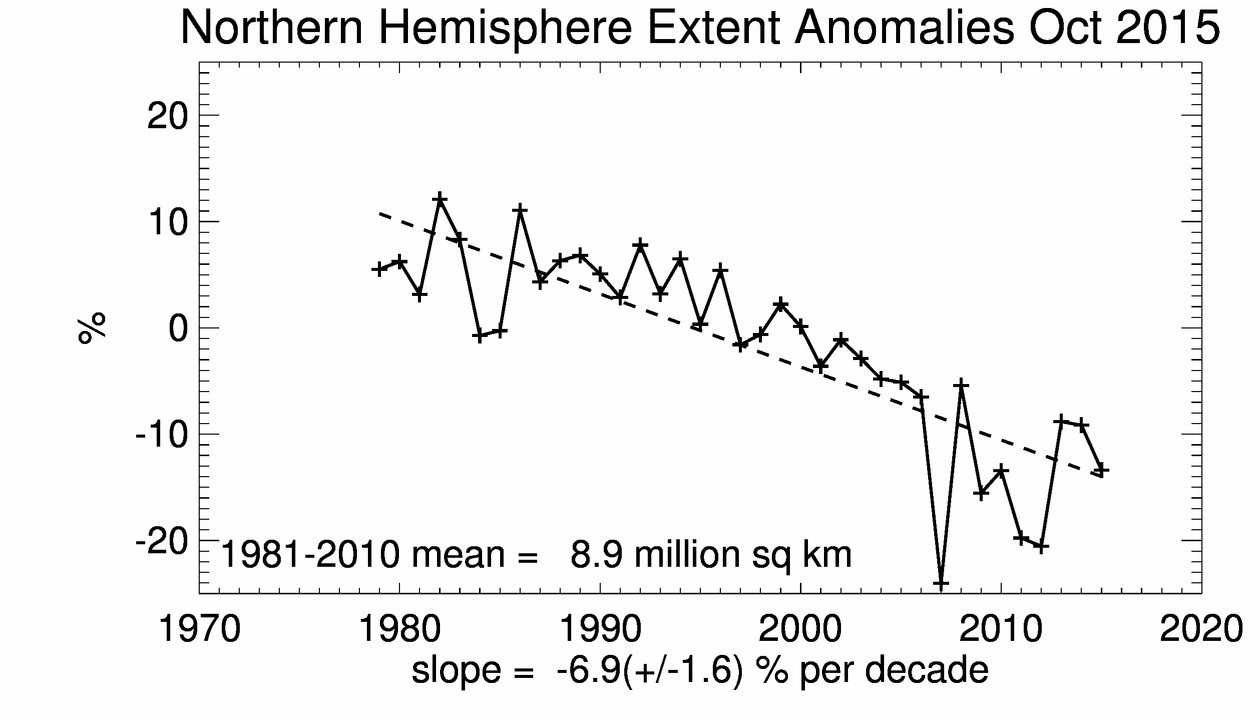 Northern Hemisphere Extent Anomalies Oct 2015
20
10
0
-10
-20
%
1981-2010 mean = 8.9 million sq km
1970 1980 1990 2000 2010 2020
slope = -6.9(+/-1.6) % per decade